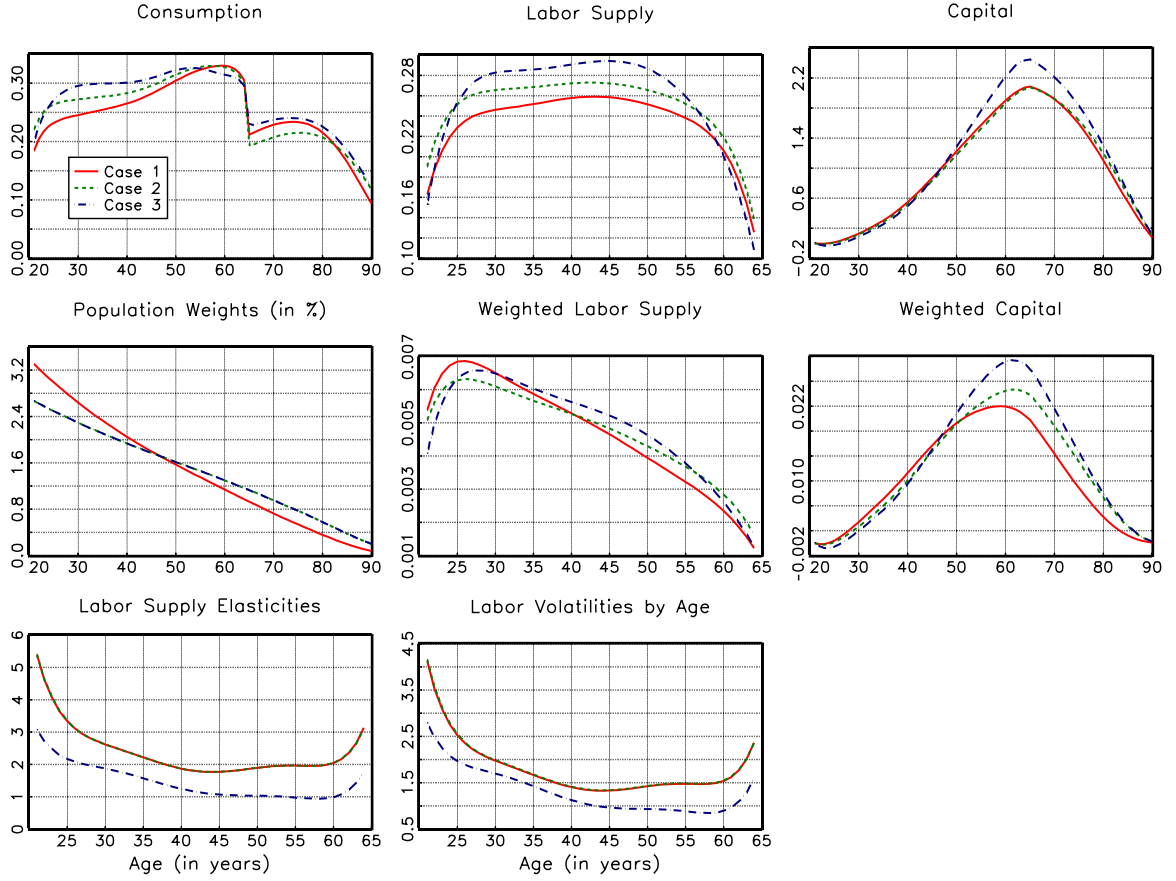 Consumption
Labor Supply
Capital
0.00 0.10 0.20 0.30
Case 1
Case 2
Case 3
20 30 40 50 60 70 80 90
0.10 0.16 0.22 0.28
25 30 35 40 45 50 55 60 65
-0.2 0.6 1.4 2.2
20 30 40 50 60 70 80 90
Population Weights (in %)
Weighted Labor Supply
Weighted Capital
0.0 0.8 1.6 2.4 3.2
20 30 40 50 60 70 80 90
0.001 0.003 0.005 0.007
25 30 35 40 45 50 55 60 65
-0.002 0.010 0.022
20 30 40 50 60 70 80 90
Labor Supply Elasticities
Labor Volatilities by Age
0 1 2 3 4 5 6
25 30 35 40 45 50 55 60 65
Age (in years)
0.5 1.5 2.5 3.5 4.5
25 30 35 40 45 50 55 60 65
Age (in years)